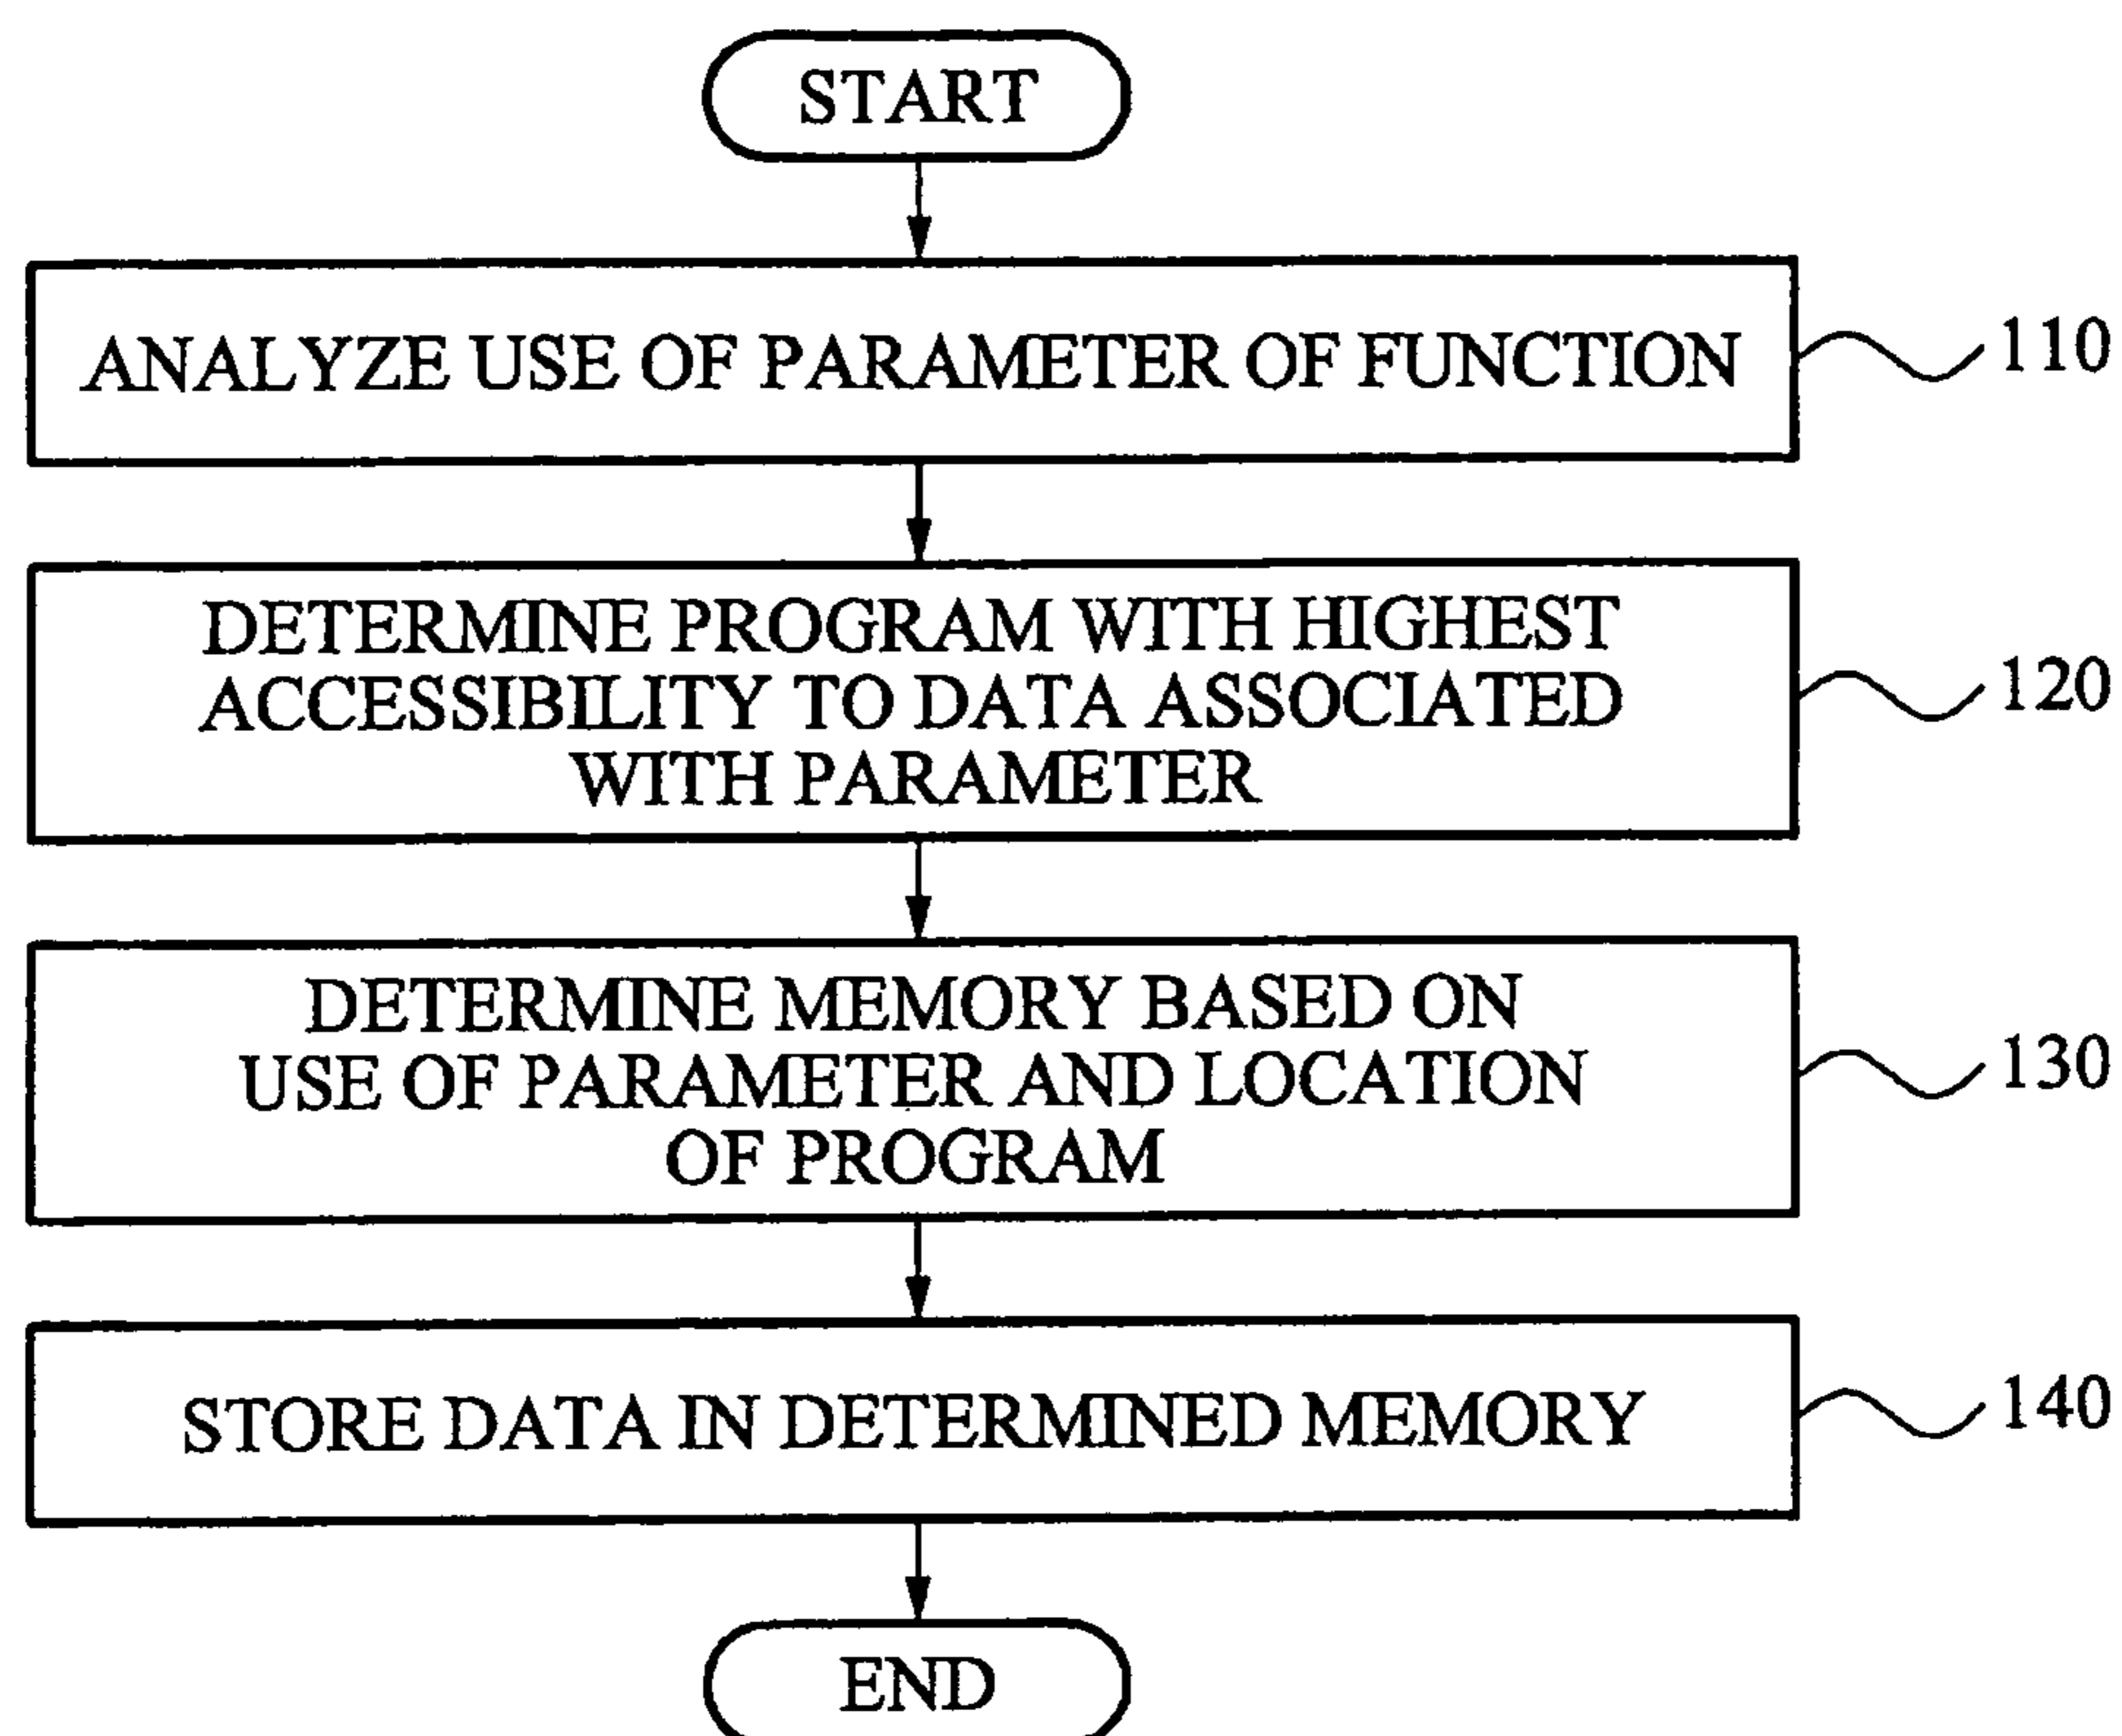 START
ANALYZE USE OF PARAMETER OF FUNCTION
110
DETERMINE PROGRAM WITH HIGHEST
ACCESSIBILITY TO DATA ASSOCIATED
WITH PARAMETER
120
DETERMINE MEMORY BASED ON
USE OF PARAMETER AND LOCATION
OF PROGRAM
130
STORE DATA IN DETERMINED MEMORY
140
END